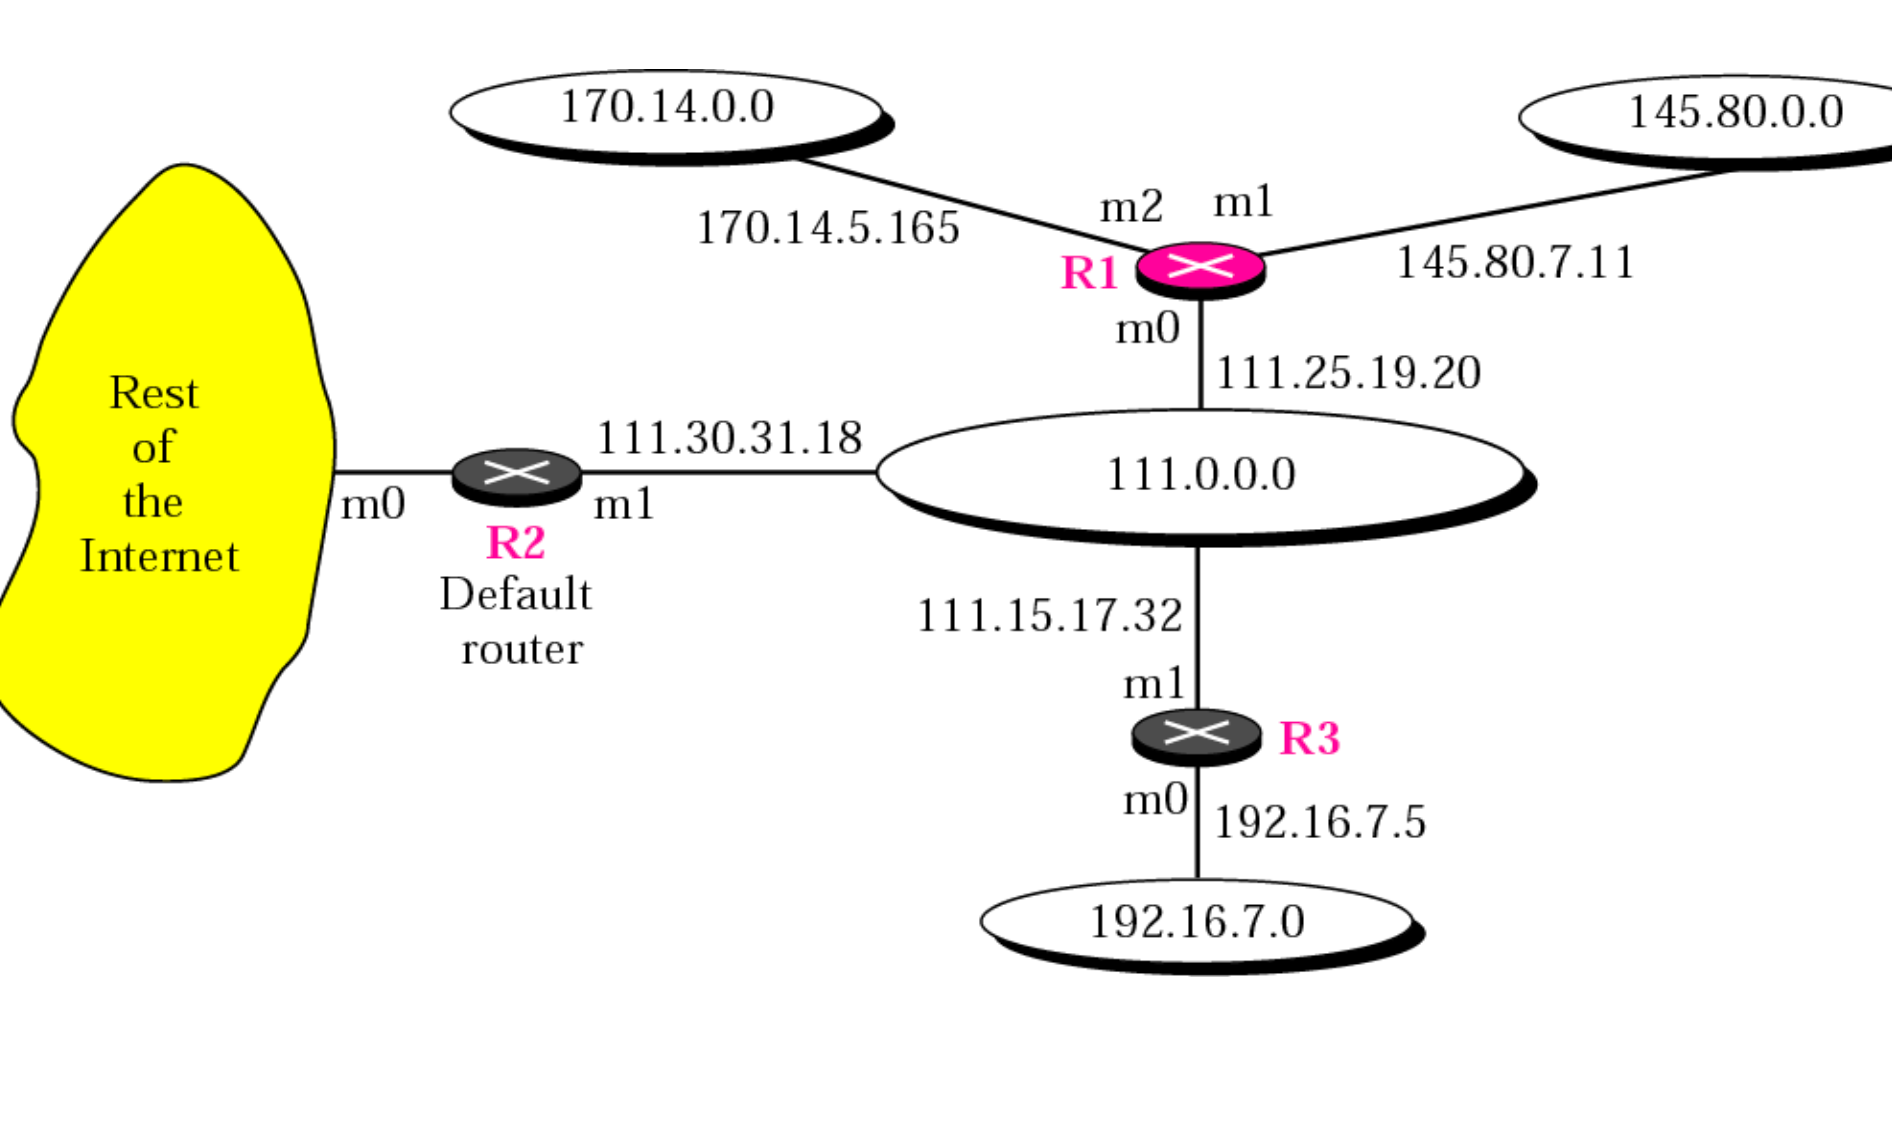 170.14.0.0
145.80.0.0
m2
m1
170.14.5.165
R1
145.80.7.11
m0
111.25.19.20
Rest
of
the
Internet
111.30.31.18
111.0.0.0
m0
m1
R2
Default
router
111.15.17.32
m1
R3
m0
192.16.7.5
192.16.7.0